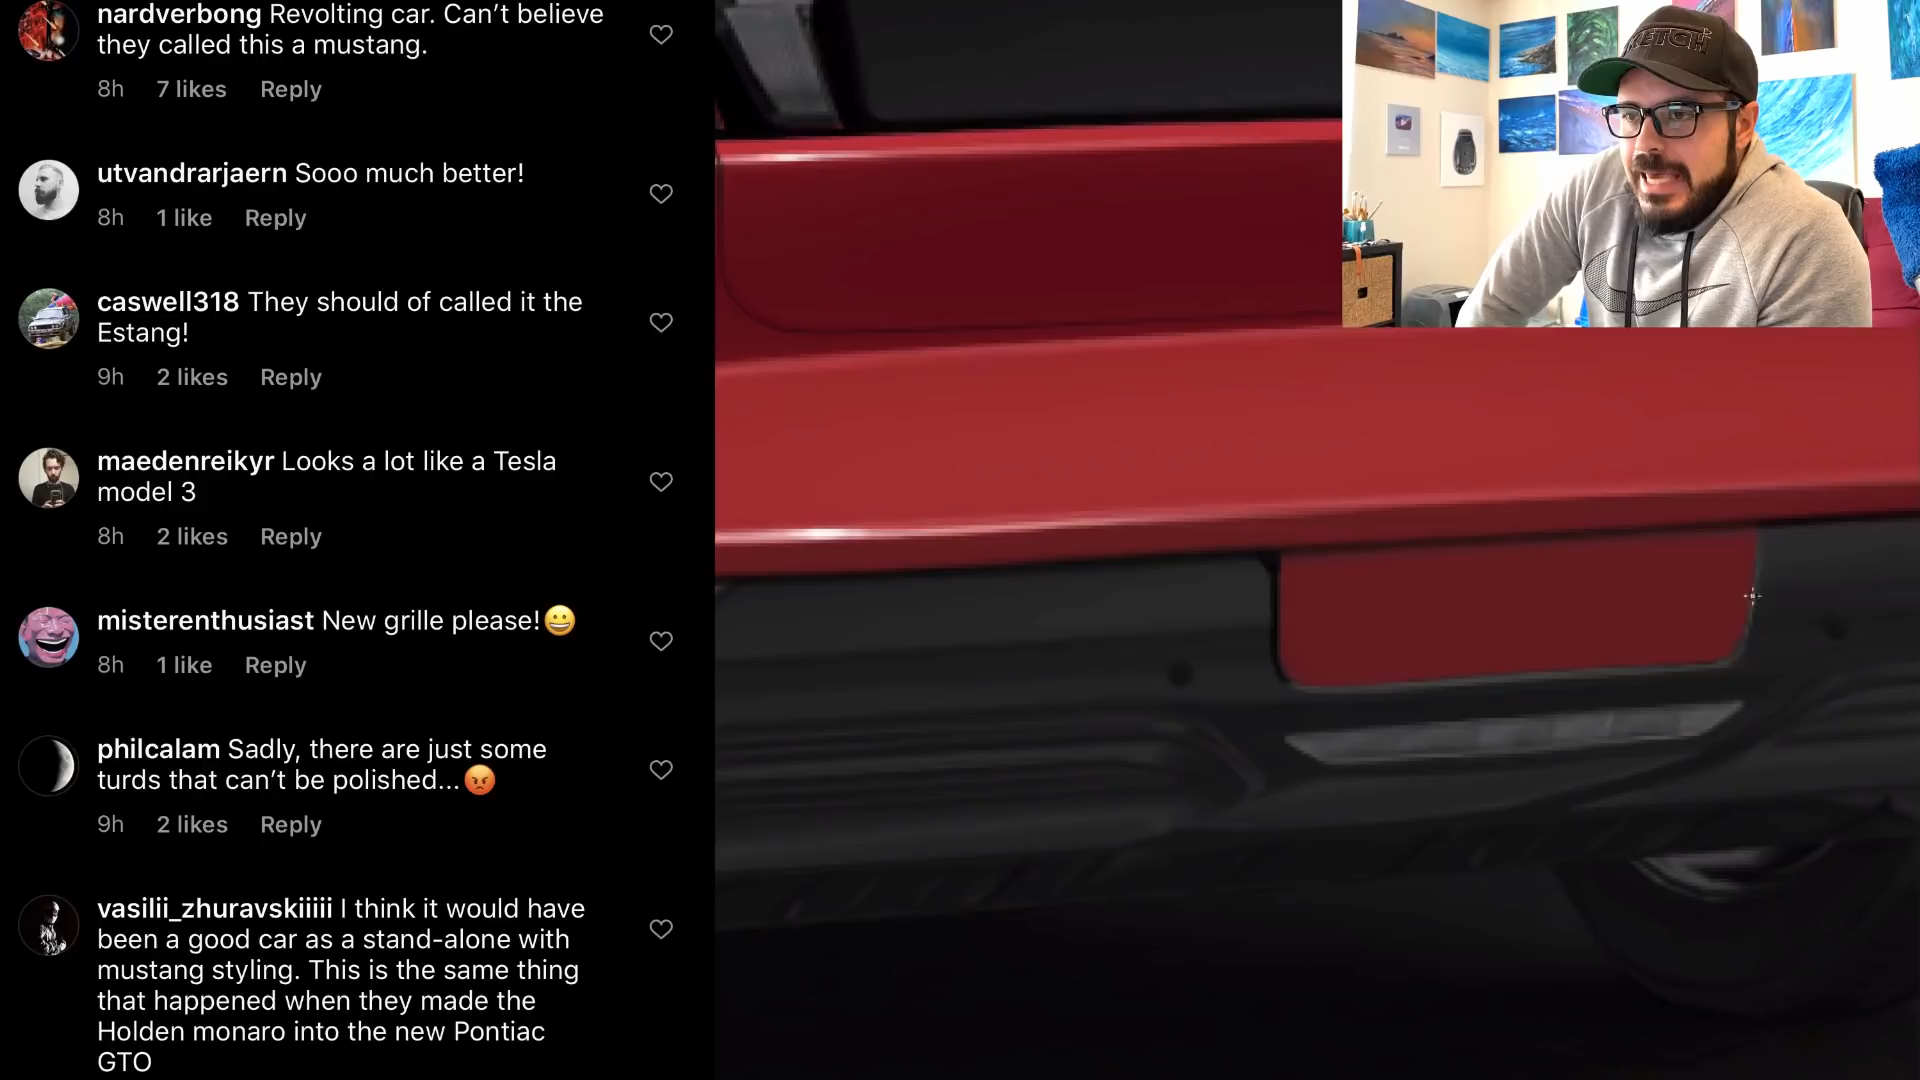 nardverbong Revolting car. Can’t believe
they called this a mustang.
8h 7 likes Reply
utvandrarjaern Sooo much better!
8h 1 like Reply
caswell318 They should of called it the
Estang!
9h 2 likes Reply
maedenreikyr Looks a lot like a Tesla
model 3
8h 2 likes Reply
misterenthusiast New grille please!😀
8h 1 like Reply
philcalam Sadly, there are just some
turds that can’t be polished...😡
9h 2 likes Reply
vasilii_zhuravskiiiii I think it would have
been a good car as a stand-alone with
mustang styling. This is the same thing
that happened when they made the
Holden monaro into the new Pontiac
GTO
SKETCH